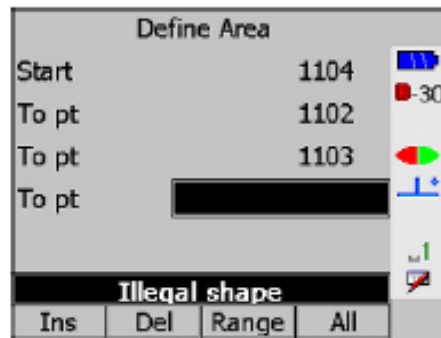 Define Area
Start 1104
-30
To pt 1102
To pt 1103
To pt
1
Illegal shape
Ins Del Range All